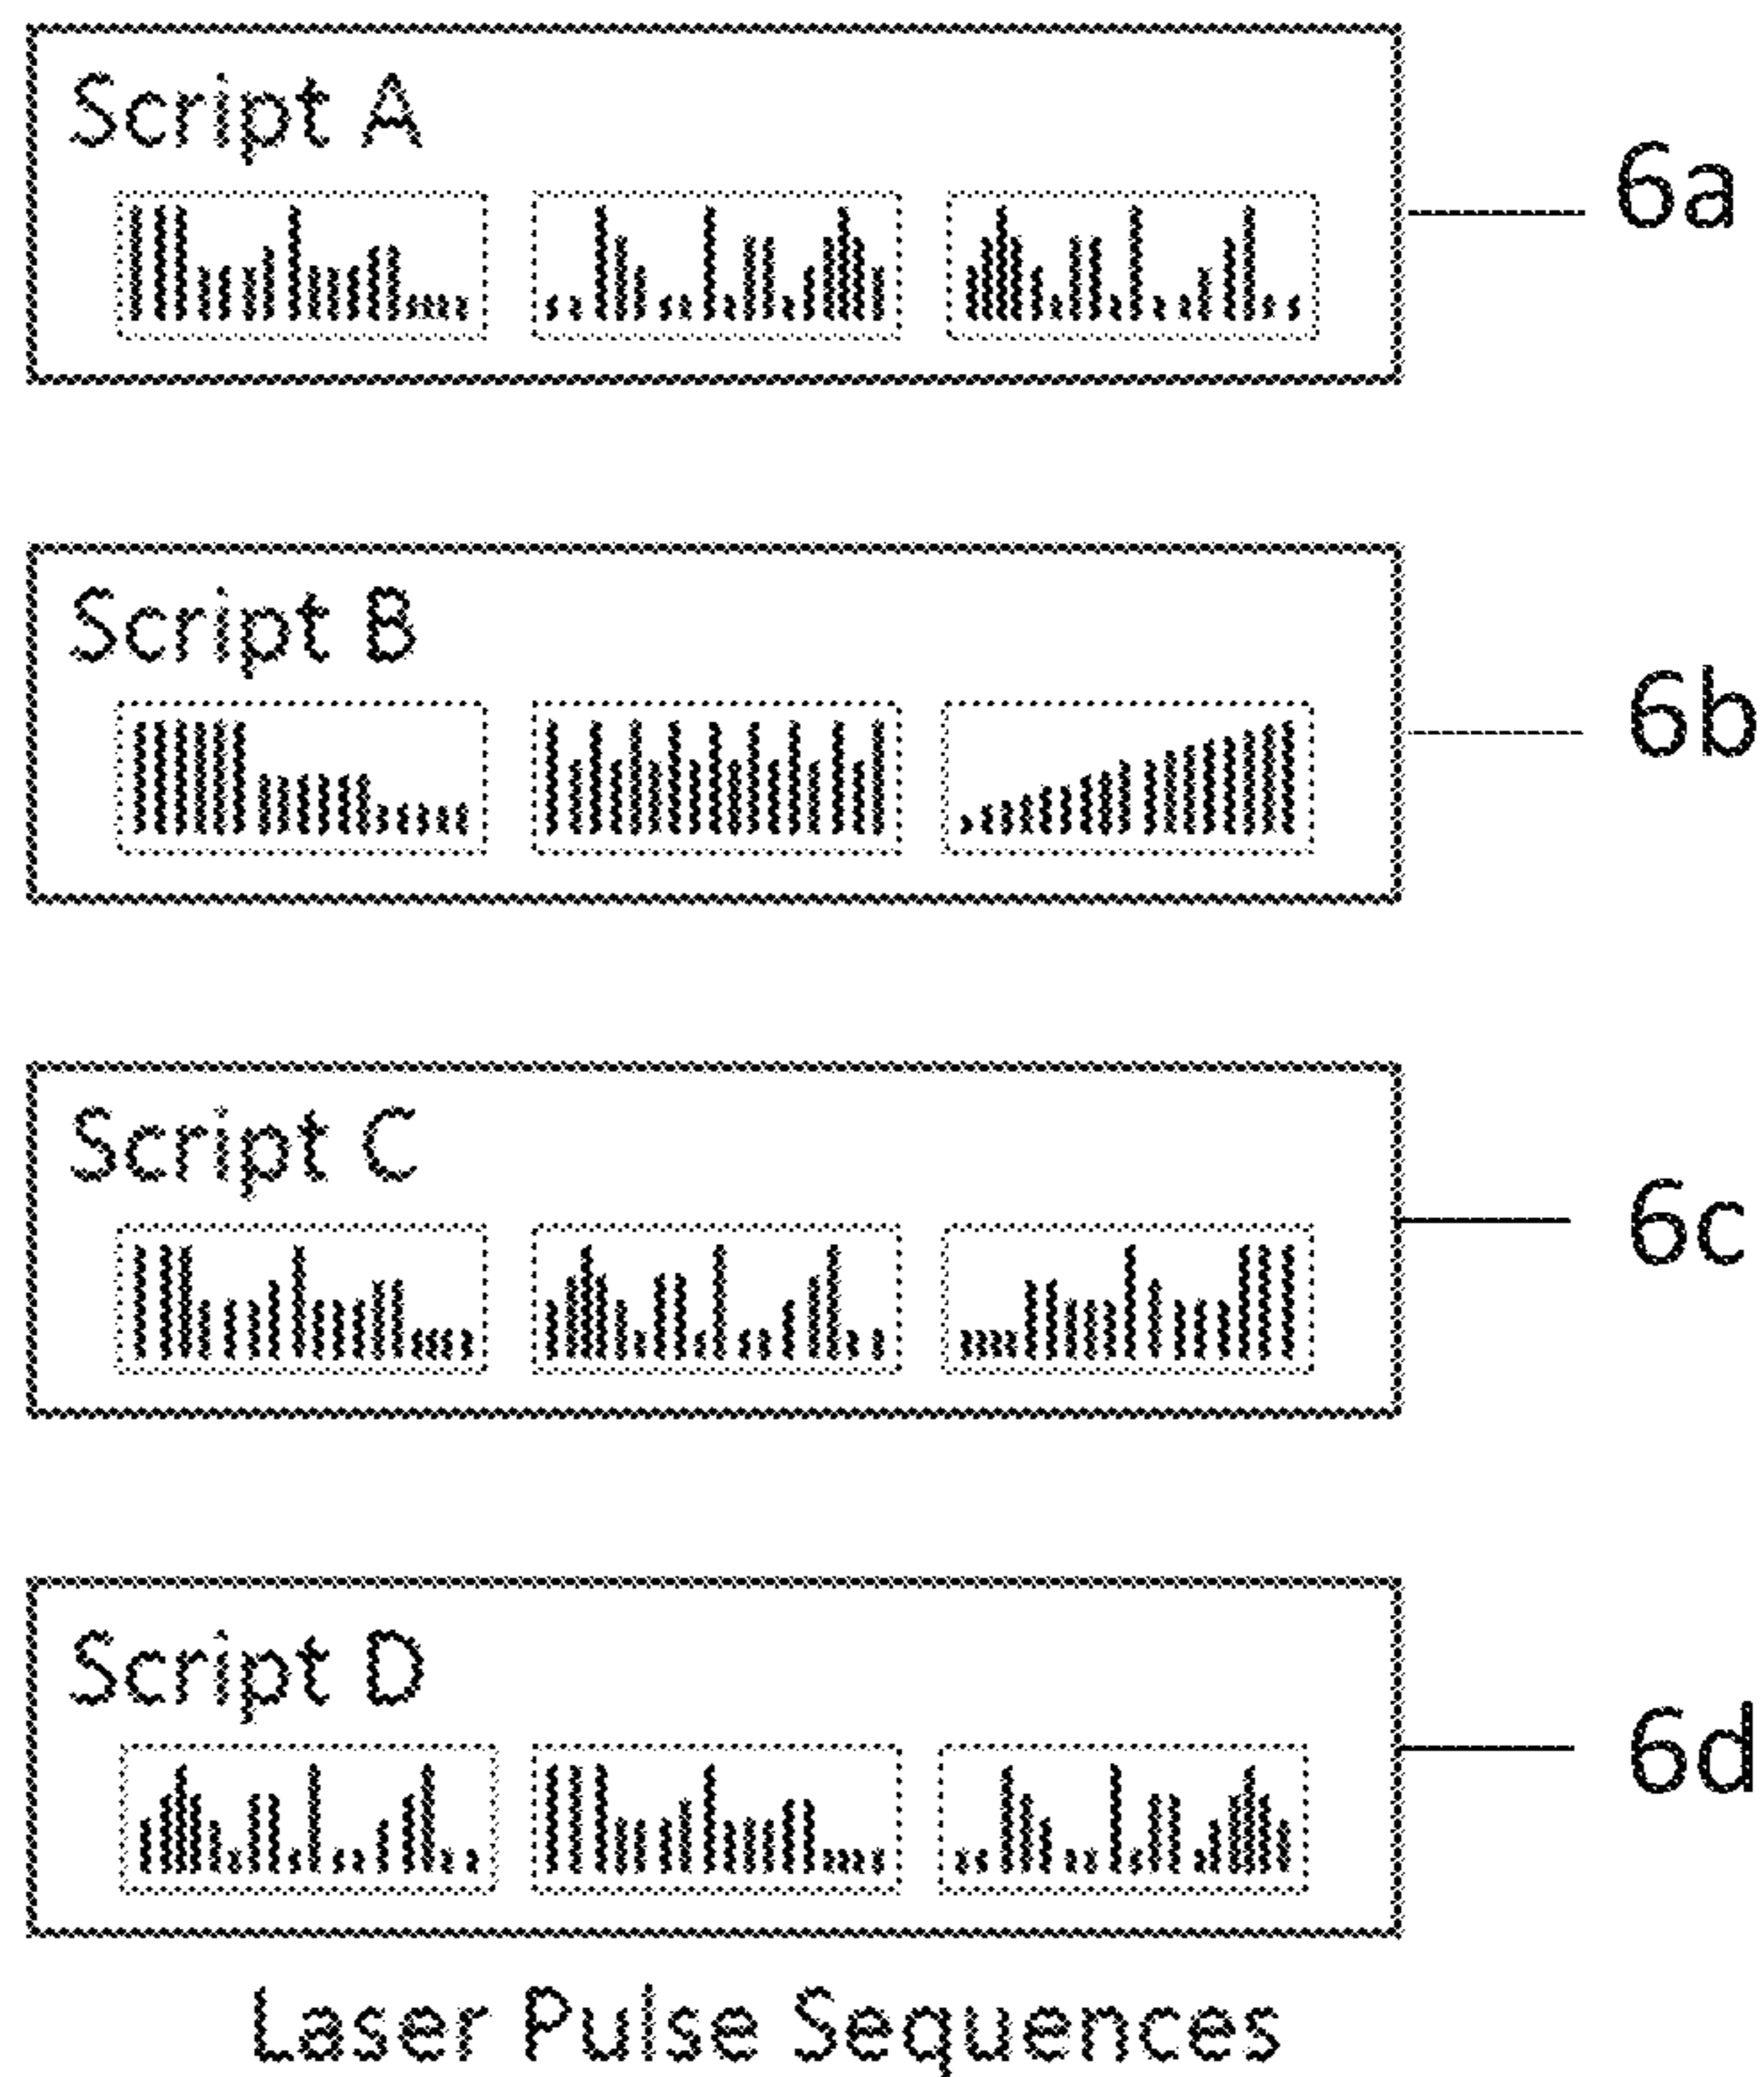 Script A
6a
Script B
6b
Script C
6c
Script D
6d
Laser Pulse Sequences